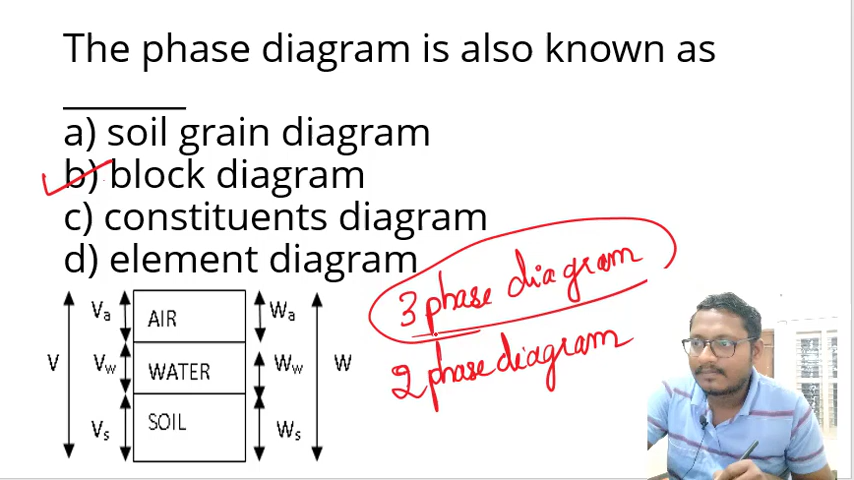 The phase diagram is also known as
_______
a) soil grain diagram
b) block diagram
c) constituents diagram
d) element diagram
3 phase diagram
2 phase diagram
Va AIR Wa
V Vw WATER Ww W
Vs SOIL Ws